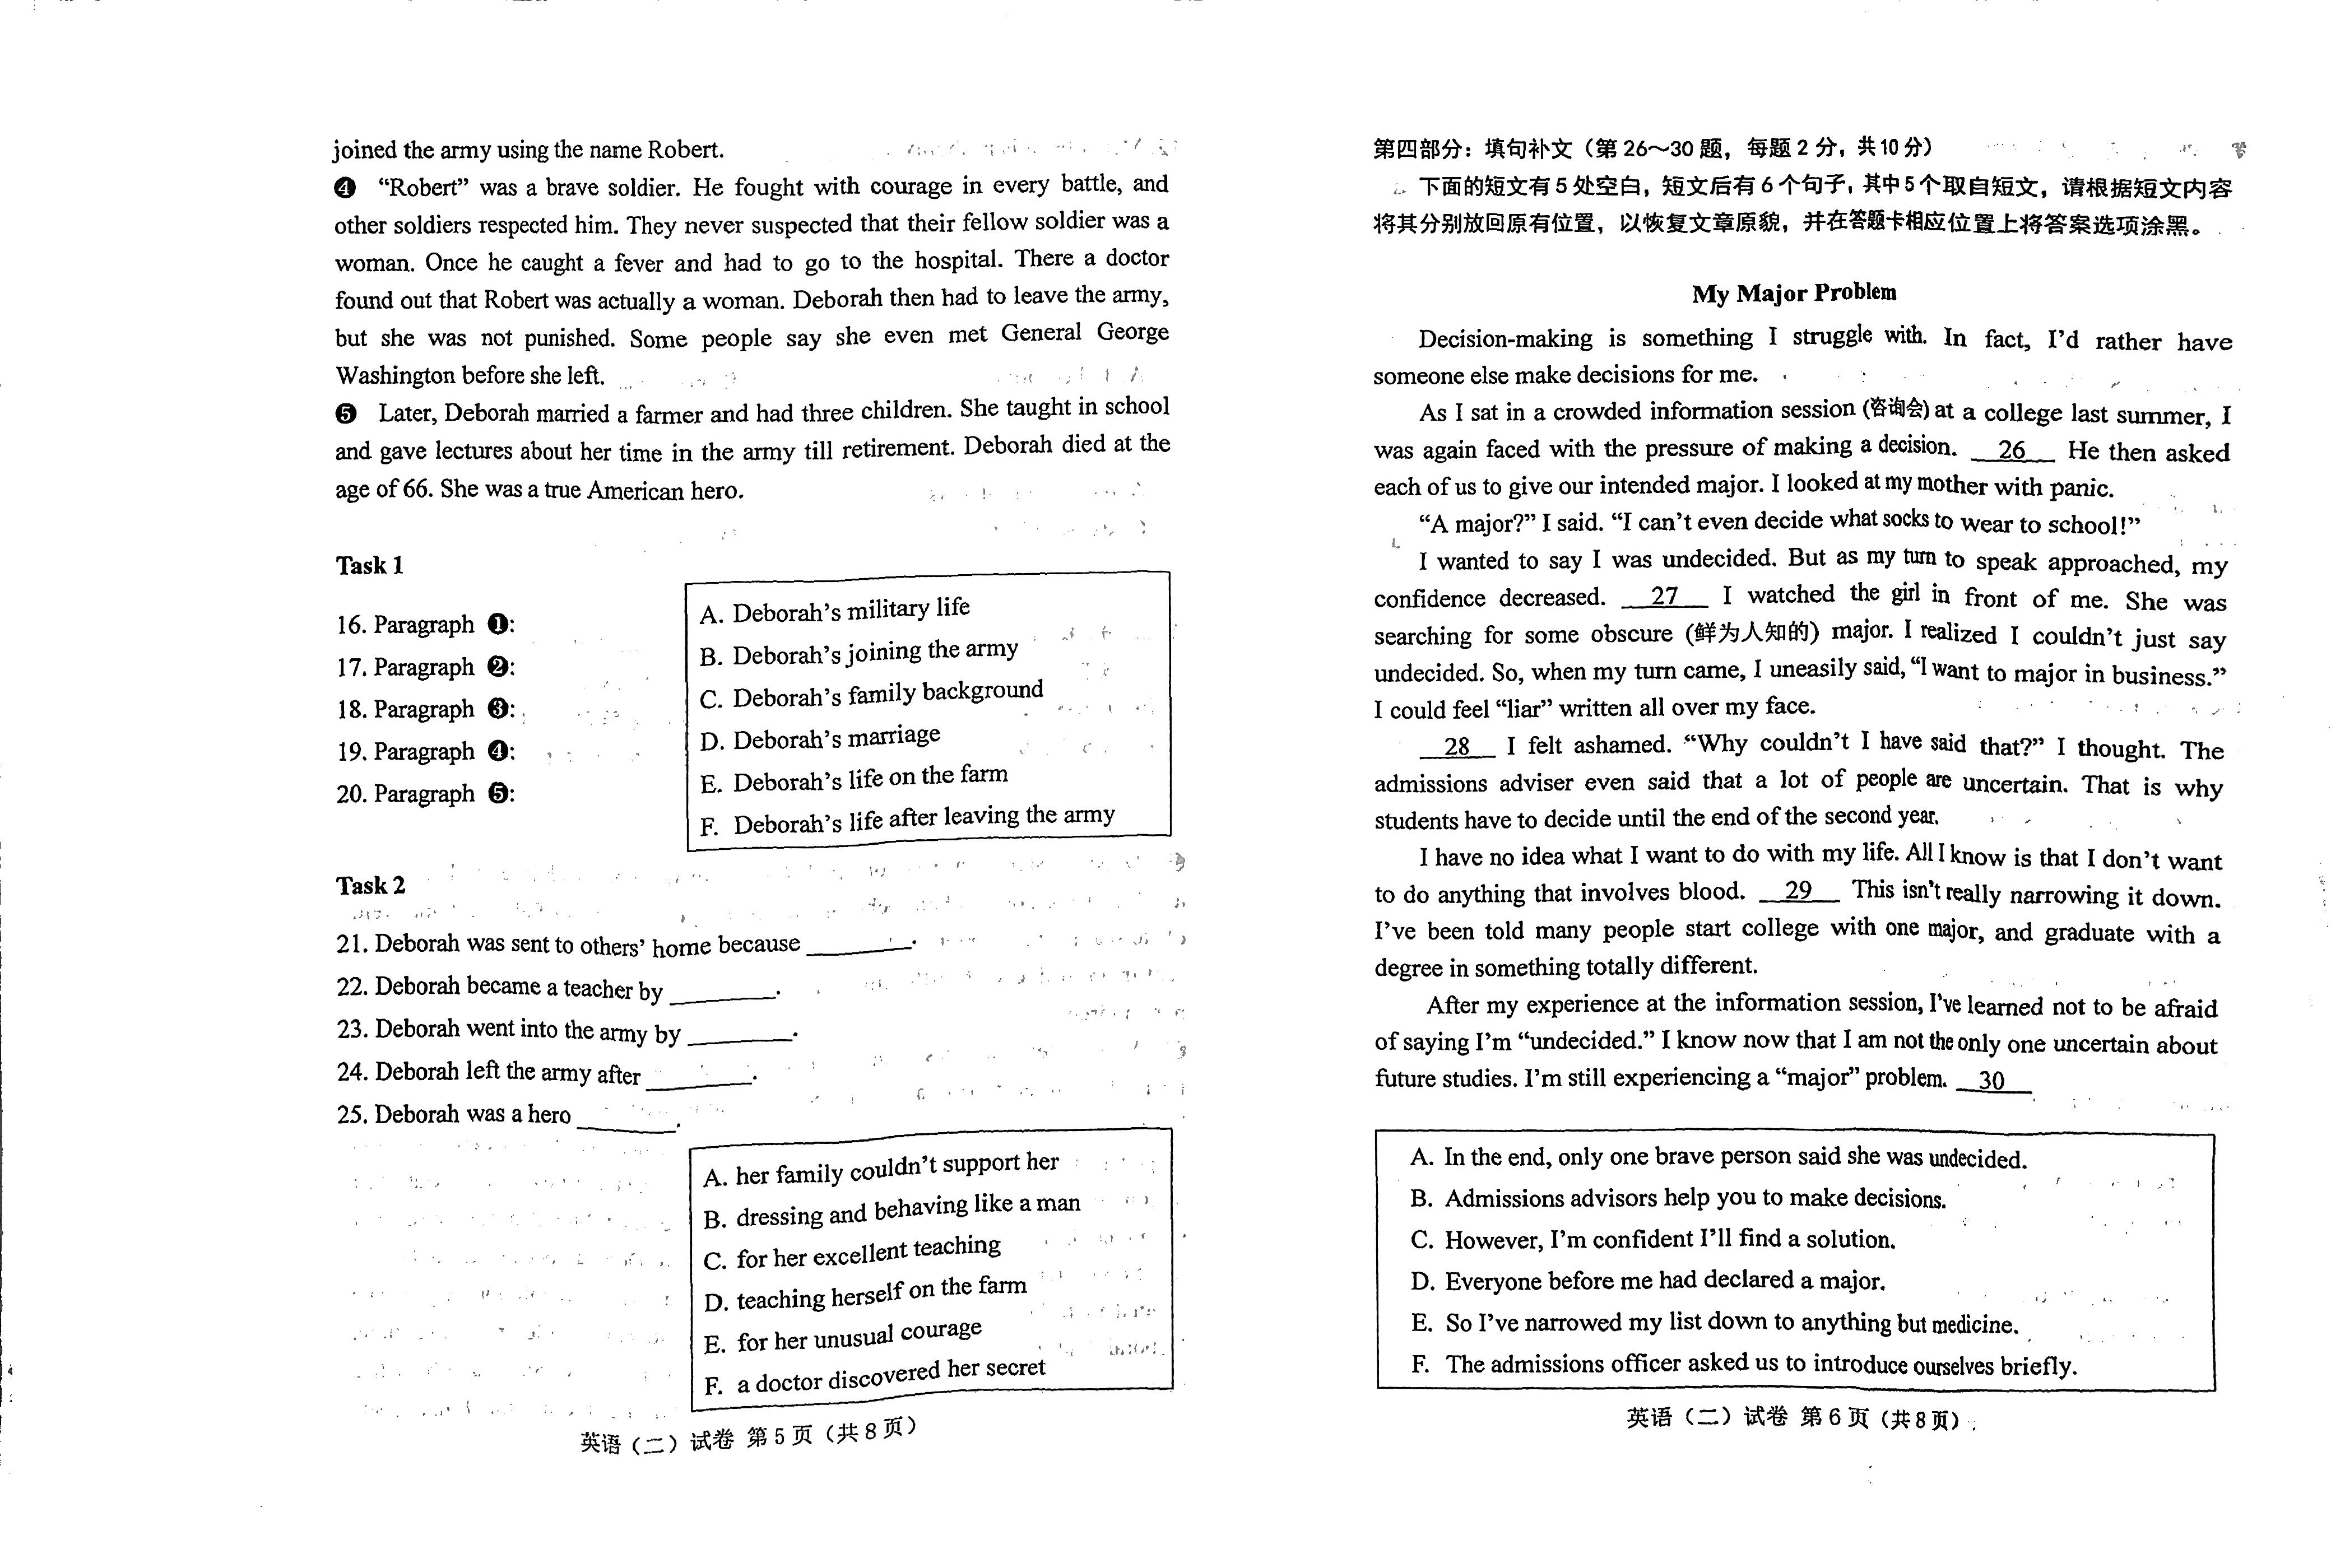 joined the army using the name Robert.
❹ “Robert” was a brave soldier. He fought with courage in every battle, and
other soldiers respected him. They never suspected that their fellow soldier was a
woman. Once he caught a fever and had to go to the hospital. There a doctor
found out that Robert was actually a woman. Deborah then had to leave the army,
but she was not punished. Some people say she even met General George
Washington before she left.
❺ Later, Deborah married a farmer and had three children. She taught in school
and gave lectures about her time in the army till retirement. Deborah died at the
age of 66. She was a true American hero.
Task 1
16. Paragraph ❶:
17. Paragraph ❷:
18. Paragraph ❸:
19. Paragraph ❹:
20. Paragraph ❺:
A. Deborah’s military life
B. Deborah’s joining the army
C. Deborah’s family background
D. Deborah’s marriage
E. Deborah’s life on the farm
F. Deborah’s life after leaving the army
Task 2
21. Deborah was sent to others’ home because ________.
22. Deborah became a teacher by ________.
23. Deborah went into the army by ________.
24. Deborah left the army after ________.
25. Deborah was a hero ________.
A. her family couldn’t support her
B. dressing and behaving like a man
C. for her excellent teaching
D. teaching herself on the farm
E. for her unusual courage
F. a doctor discovered her secret
英语（二）试卷 第5页（共8页）
第四部分：填句补文（第26～30题，每题2分，共10分）
下面的短文有5处空白，短文后有6个句子，其中5个取自短文，请根据短文内容
将其分别放回原有位置，以恢复文章原貌，并在答题卡相应位置上将答案选项涂黑。
My Major Problem
Decision-making is something I struggle with. In fact, I’d rather have
someone else make decisions for me.
As I sat in a crowded information session (咨询会) at a college last summer, I
was again faced with the pressure of making a decision. __26__ He then asked
each of us to give our intended major. I looked at my mother with panic.
“A major?” I said. “I can’t even decide what socks to wear to school!”
I wanted to say I was undecided. But as my turn to speak approached, my
confidence decreased. __27__ I watched the girl in front of me. She was
searching for some obscure (鲜为人知的) major. I realized I couldn’t just say
undecided. So, when my turn came, I uneasily said, “I want to major in business.”
I could feel “liar” written all over my face.
__28__ I felt ashamed. “Why couldn’t I have said that?” I thought. The
admissions adviser even said that a lot of people are uncertain. That is why
students have to decide until the end of the second year.
I have no idea what I want to do with my life. All I know is that I don’t want
to do anything that involves blood. __29__ This isn’t really narrowing it down.
I’ve been told many people start college with one major, and graduate with a
degree in something totally different.
After my experience at the information session, I’ve learned not to be afraid
of saying I’m “undecided.” I know now that I am not the only one uncertain about
future studies. I’m still experiencing a “major” problem. __30__
A. In the end, only one brave person said she was undecided.
B. Admissions advisors help you to make decisions.
C. However, I’m confident I’ll find a solution.
D. Everyone before me had declared a major.
E. So I’ve narrowed my list down to anything but medicine.
F. The admissions officer asked us to introduce ourselves briefly.
英语（二）试卷 第6页（共8页）